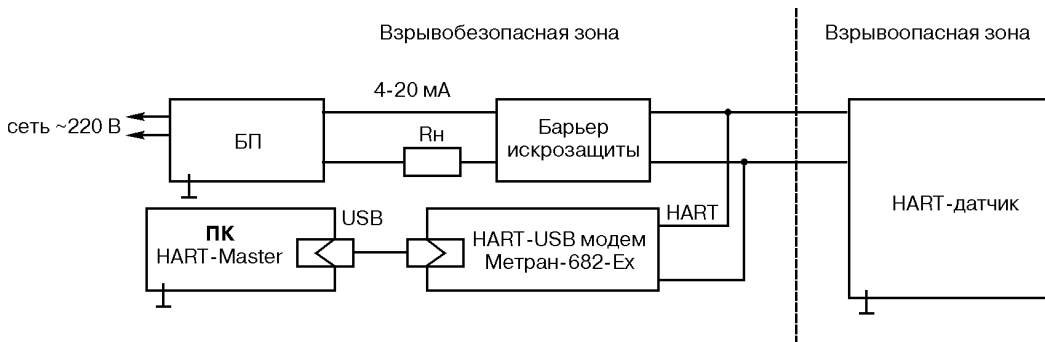 Взрывобезопасная зона
Взрывоопасная зона
4-20 мА
сеть ~220 В
БП
Rн
Барьер
искрозащиты
HART-датчик
USB
HART
ПК
HART-Master
HART-USB модем
Метран-682-Ex